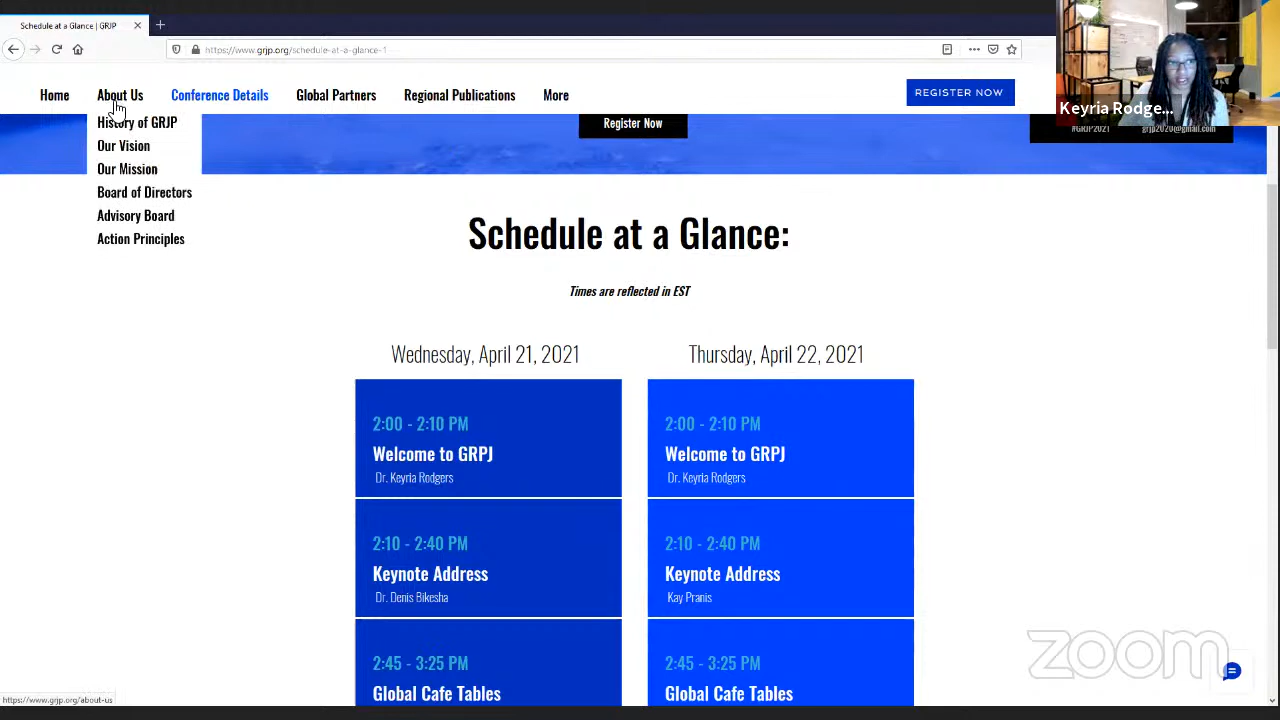 Schedule at a Glance | GRJP
https://www.grjp.org/schedule-at-a-glance-1
Home About Us Conference Details Global Partners Regional Publications More REGISTER NOW
Keyria Rodge...
Register Now
#GRJP2021 grjp2020@gmail.com
History of GRJP
Our Vision
Our Mission
Board of Directors
Advisory Board
Action Principles
Schedule at a Glance:
Times are reflected in EST
Wednesday, April 21, 2021
2:00 - 2:10 PM
Welcome to GRPJ
Dr. Keyria Rodgers
2:10 - 2:40 PM
Keynote Address
Dr. Denis Bikesha
2:45 - 3:25 PM
Global Cafe Tables
Thursday, April 22, 2021
2:00 - 2:10 PM
Welcome to GRPJ
Dr. Keyria Rodgers
2:10 - 2:40 PM
Keynote Address
Kay Pranis
2:45 - 3:25 PM
Global Cafe Tables
zoom
https://www.grjp.org/about-us